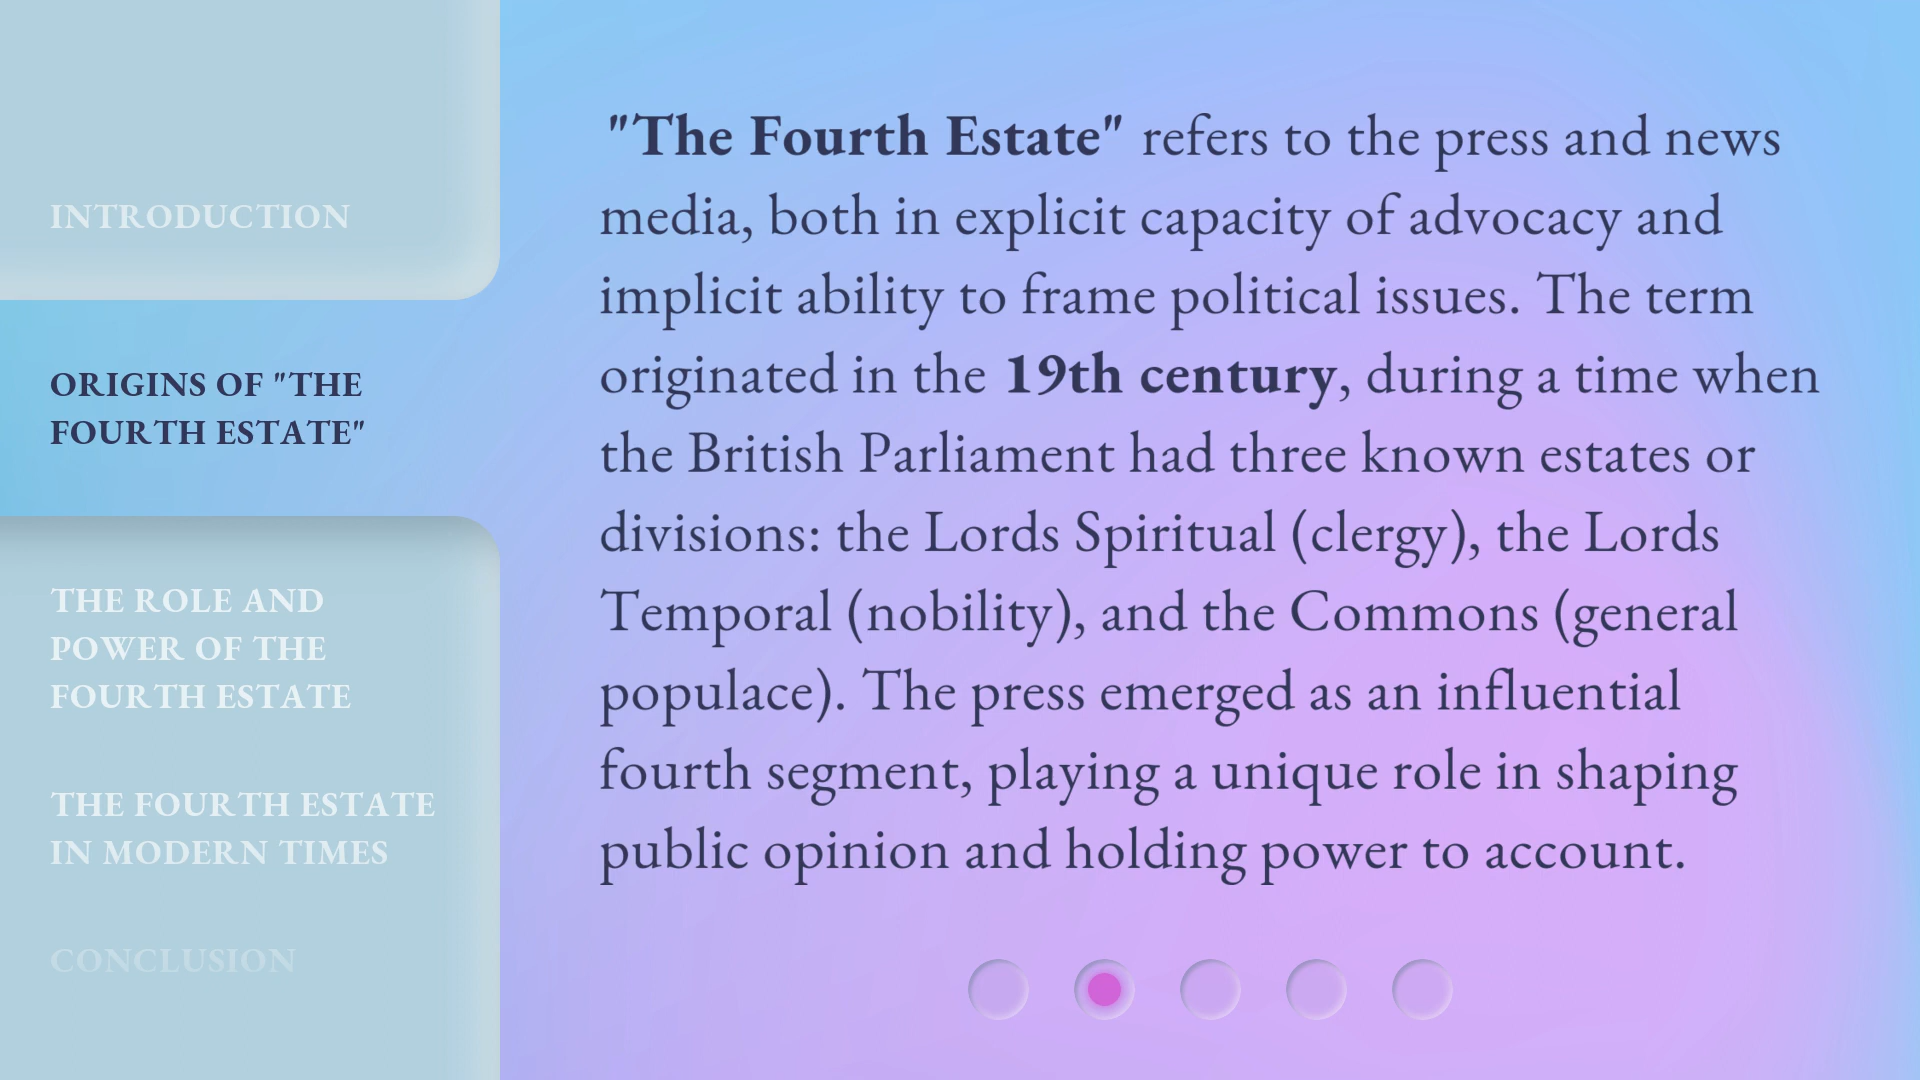 INTRODUCTION
ORIGINS OF "THE
FOURTH ESTATE"
THE ROLE AND
POWER OF THE
FOURTH ESTATE
THE FOURTH ESTATE
IN MODERN TIMES
CONCLUSION
"The Fourth Estate" refers to the press and news
media, both in explicit capacity of advocacy and
implicit ability to frame political issues. The term
originated in the 19th century, during a time when
the British Parliament had three known estates or
divisions: the Lords Spiritual (clergy), the Lords
Temporal (nobility), and the Commons (general
populace). The press emerged as an influential
fourth segment, playing a unique role in shaping
public opinion and holding power to account.